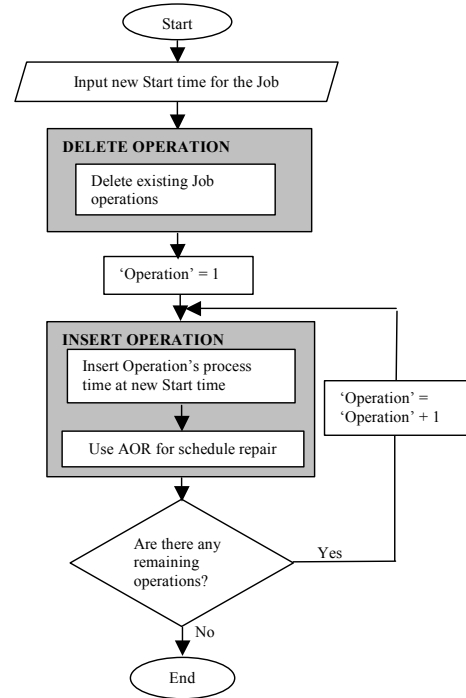 Start
Input new Start time for the Job
DELETE OPERATION
Delete existing Job
operations
‘Operation’ = 1
INSERT OPERATION
Insert Operation’s process
time at new Start time
Use AOR for schedule repair
‘Operation’ =
‘Operation’ + 1
Are there any
remaining
operations?
Yes
No
End